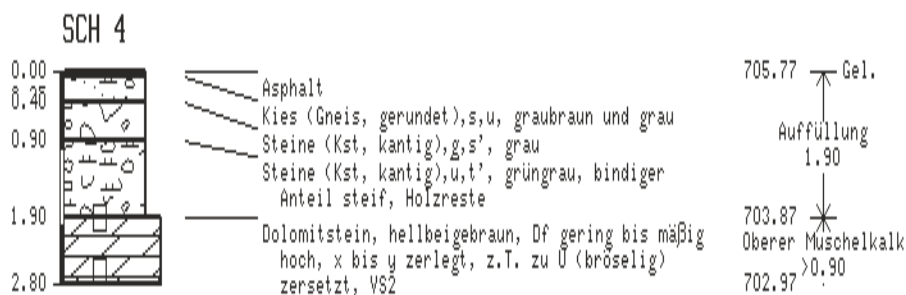 SCH 4
0.00
0.40
0.90
1.90
2.80
Asphalt
Kies (Gneis, gerundet),s,u, graubraun und grau
Steine (Kst, kantig),g,s', grau
Steine (Kst, kantig),u,t', grüngrau, bindiger
Anteil steif, Holzreste
Dolomitstein, hellbeigebraun, Df gering bis mäßig
hoch, x bis y zerlegt, z.T. zu U (bröselig)
zersetzt, VS2
705.77 Gel.
Auffüllung
1.90
703.87
Oberer Muschelkalk
>0.90
702.97